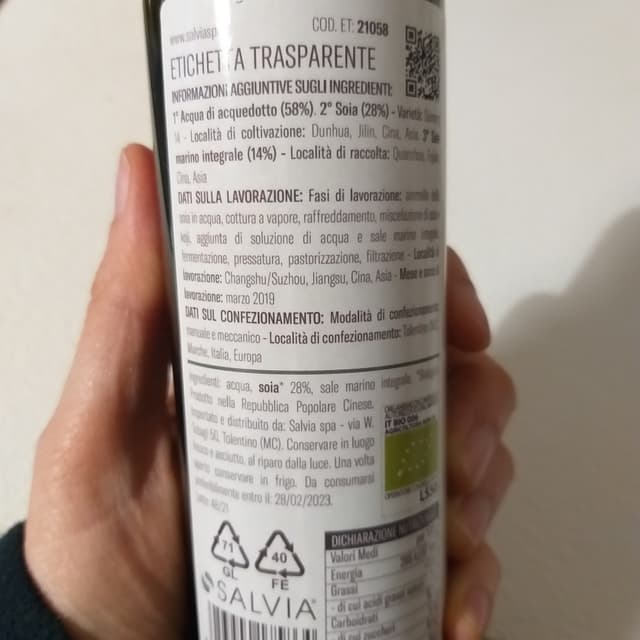 www.salviasp
COD. ET: 21058
ETICHETTA TRASPARENTE
INFORMAZIONI AGGIUNTIVE SUGLI INGREDIENTI:
1° Acqua di acquedotto (58%). 2° Soia (28%) - Varietà:
14 - Località di coltivazione: Dunhua, Jilin, Cina, Asia. 3°
marino integrale (14%) - Località di raccolta:
Cina, Asia
DATI SULLA LAVORAZIONE: Fasi di lavorazione:
in acqua, cottura a vapore, raffreddamento,
koji, aggiunta di soluzione di acqua e sale marino
fermentazione, pressatura, pastorizzazione, filtrazione -
lavorazione: Changshu/Suzhou, Jiangsu, Cina, Asia - Mese e
lavorazione: marzo 2019
DATI SUL CONFEZIONAMENTO: Modalità di confezionamento:
manuale e meccanico - Località di confezionamento: Tolentino
Marche, Italia, Europa
Ingredienti: acqua, soia* 28%, sale marino integrale.
Prodotto nella Repubblica Popolare Cinese.
Importato e distribuito da: Salvia spa - via W.
50, Tolentino (MC). Conservare in luogo
e asciutto, al riparo dalla luce. Una volta
aperto conservare in frigo. Da consumarsi
preferibilmente entro il: 28/02/2023.
IT BIO
71
GL
40
FE
SALVIA
DICHIARAZIONE
Valori Medi
Energia
Grassi
- di cui acidi grassi
Carboidrati
- di cui zuccheri